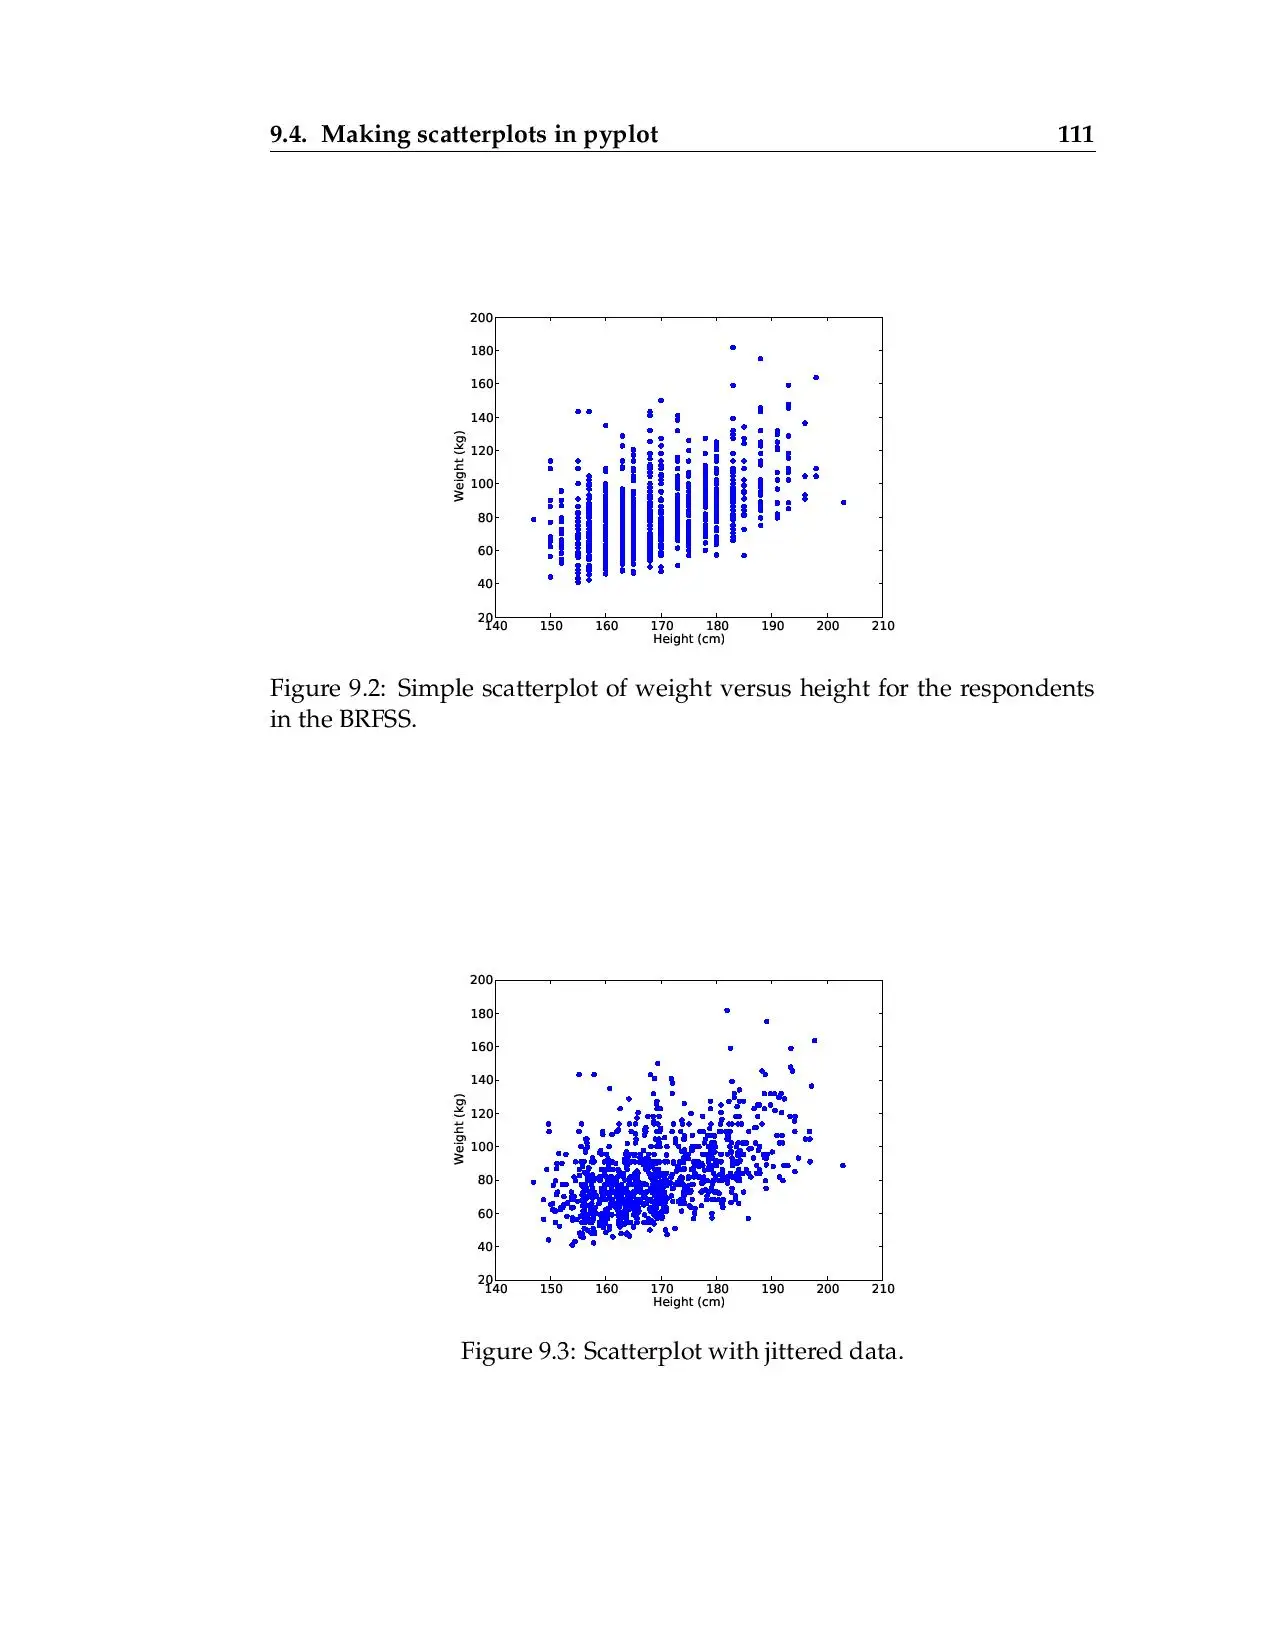 9.4. Making scatterplots in pyplot 111
200
180
160
140
120
100
80
60
40
20
Weight (kg)
140 150 160 170 180 190 200 210
Height (cm)
Figure 9.2: Simple scatterplot of weight versus height for the respondents
in the BRFSS.
200
180
160
140
120
100
80
60
40
20
Weight (kg)
140 150 160 170 180 190 200 210
Height (cm)
Figure 9.3: Scatterplot with jittered data.